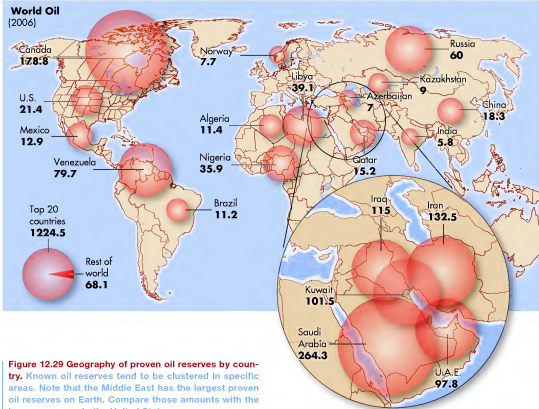 World Oil
(2006)
Canada
178.8
Norway
7.7
Russia
60
Libya
39.1
Kazakhstan
9
Azerbaijan
7
U.S.
21.4
China
18.3
Mexico
12.9
Algeria
11.4
India
5.8
Venezuela
79.7
Nigeria
35.9
Qatar
15.2
Brazil
11.2
Top 20
countries
1224.5
Rest of
world
68.1
Iraq
115
Iran
132.5
Kuwait
101.5
Saudi
Arabia
264.3
U.A.E.
97.8
Figure 12.29 Geography of proven oil reserves by coun-
try. Known oil reserves tend to be clustered in specific
areas. Note that the Middle East has the largest proven
oil reserves on Earth. Compare those amounts with the